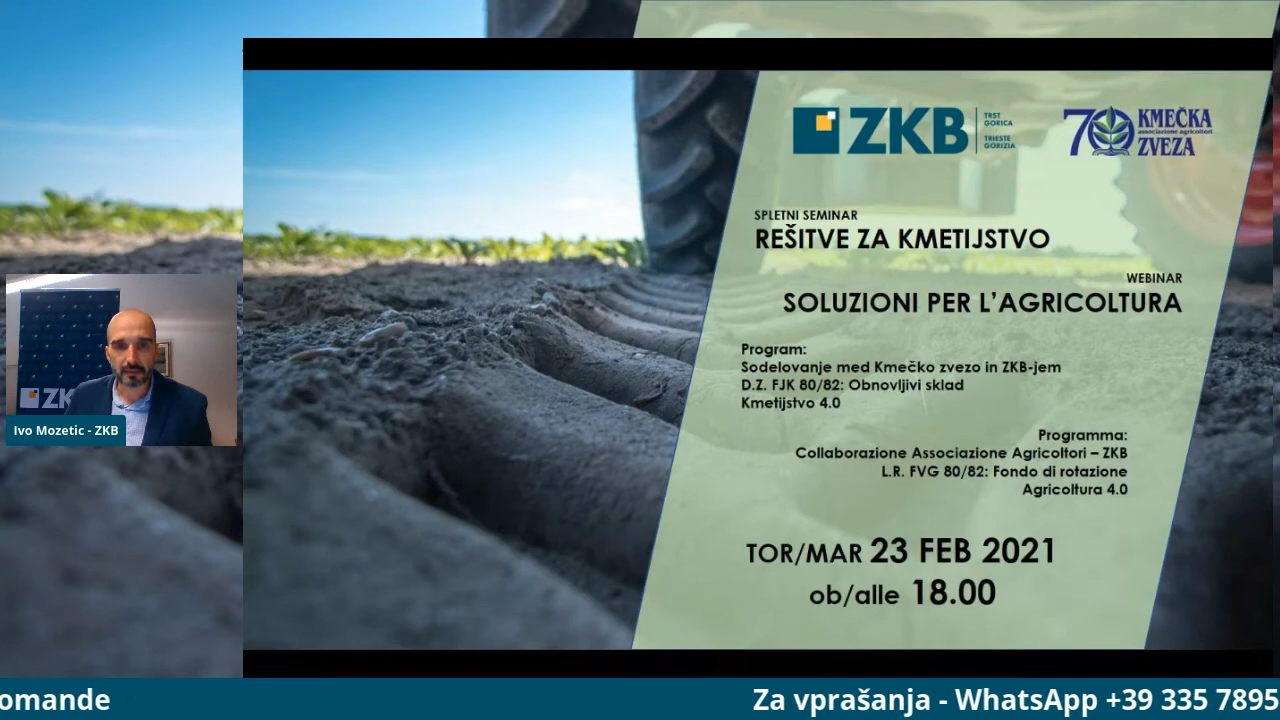 ZKB
TRST
GORICA
TRIESTE
GORIZIA
70 KMEČKA
associazione agricoltori
ZVEZA
SPLETNI SEMINAR
REŠITVE ZA KMETIJSTVO
WEBINAR
SOLUZIONI PER L’AGRICOLTURA
Program:
Sodelovanje med Kmečko zvezo in ZKB-jem
D.Z. FJK 80/82: Obnovljivi sklad
Kmetijstvo 4.0
Programma:
Collaborazione Associazione Agricoltori – ZKB
L.R. FVG 80/82: Fondo di rotazione
Agricoltura 4.0
TOR/MAR 23 FEB 2021
ob/alle 18.00
ZK
Ivo Mozetic - ZKB
omande
Za vprašanja - WhatsApp +39 335 7895